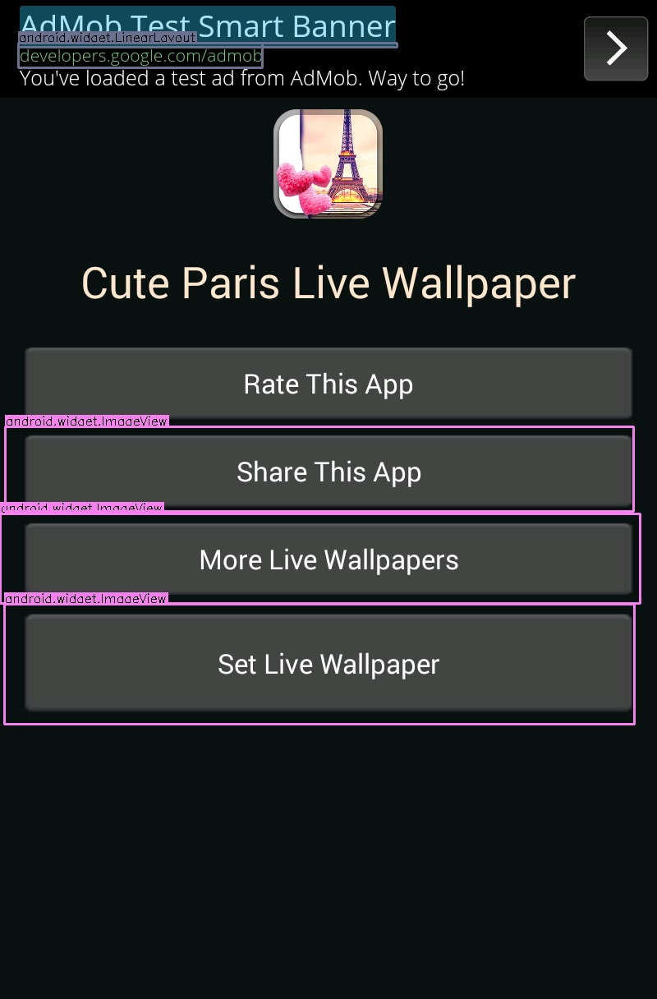 AdMob Test Smart Banner
android.widget.LinearLayout
developers.google.com/admob
You've loaded a test ad from AdMob. Way to go!
Cute Paris Live Wallpaper
Rate This App
android.widget.ImageView
Share This App
android.widget.ImageView
More Live Wallpapers
android.widget.ImageView
Set Live Wallpaper